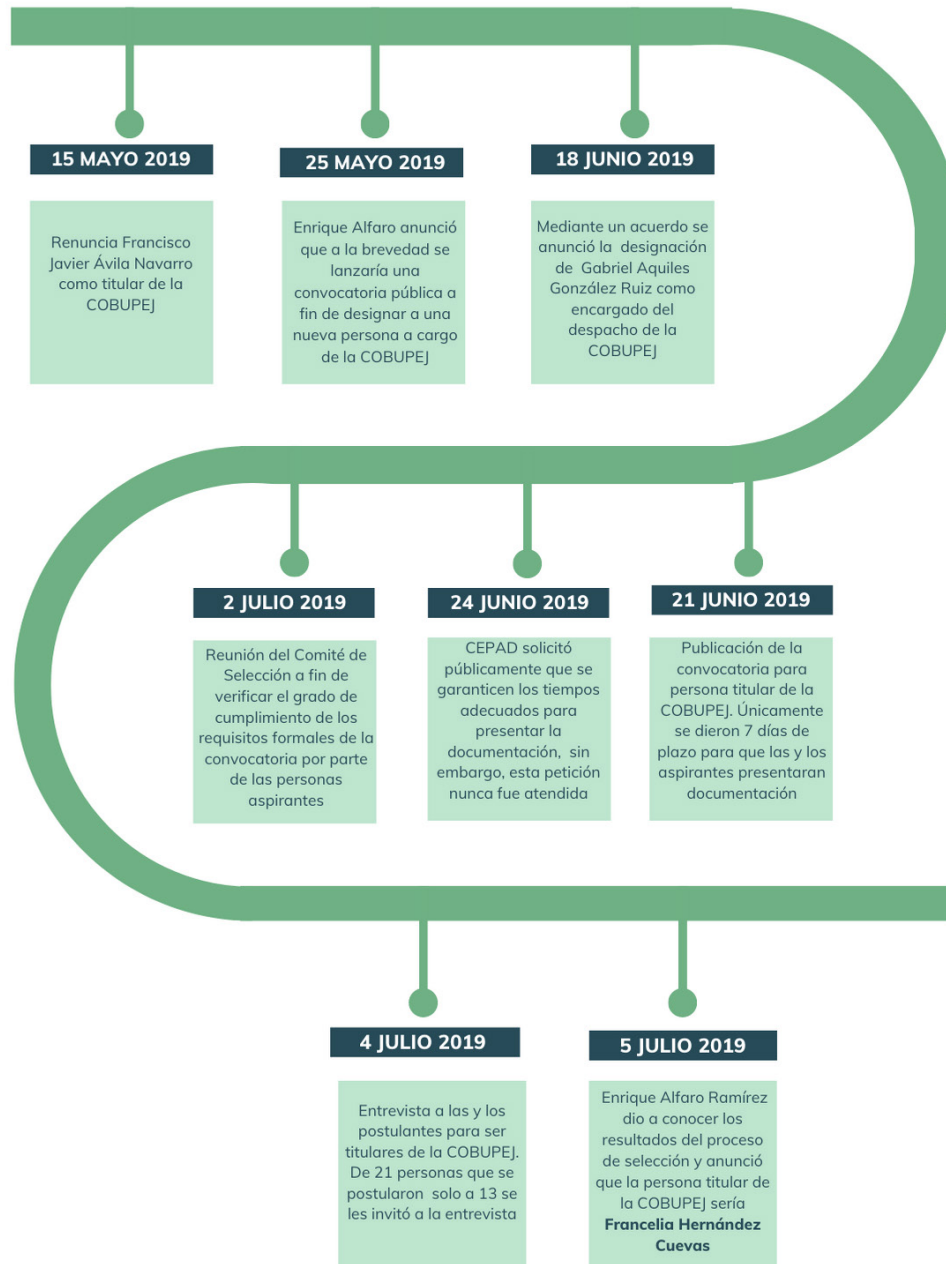 15 MAYO 2019
Renuncia Francisco
Javier Ávila Navarro
como titular de la
COBUPEJ
25 MAYO 2019
Enrique Alfaro anunció
que a la brevedad se
lanzaría una
convocatoria pública a
fin de designar a una
nueva persona a cargo
de la COBUPEJ
18 JUNIO 2019
Mediante un acuerdo se
anunció la designación
de Gabriel Aquiles
González Ruiz como
encargado del
despacho de la
COBUPEJ
21 JUNIO 2019
Publicación de la
convocatoria para
persona titular de la
COBUPEJ. Únicamente
se dieron 7 días de
plazo para que las y los
aspirantes presentaran
documentación
24 JUNIO 2019
CEPAD solicitó
públicamente que se
garanticen los tiempos
adecuados para
presentar la
documentación, sin
embargo, esta petición
nunca fue atendida
2 JULIO 2019
Reunión del Comité de
Selección a fin de
verificar el grado de
cumplimiento de los
requisitos formales de la
convocatoria por parte
de las personas
aspirantes
4 JULIO 2019
Entrevista a las y los
postulantes para ser
titulares de la COBUPEJ.
De 21 personas que se
postularon solo a 13 se
les invitó a la entrevista
5 JULIO 2019
Enrique Alfaro Ramírez
dio a conocer los
resultados del proceso
de selección y anunció
que la persona titular de
la COBUPEJ sería
Francelia Hernández
Cuevas